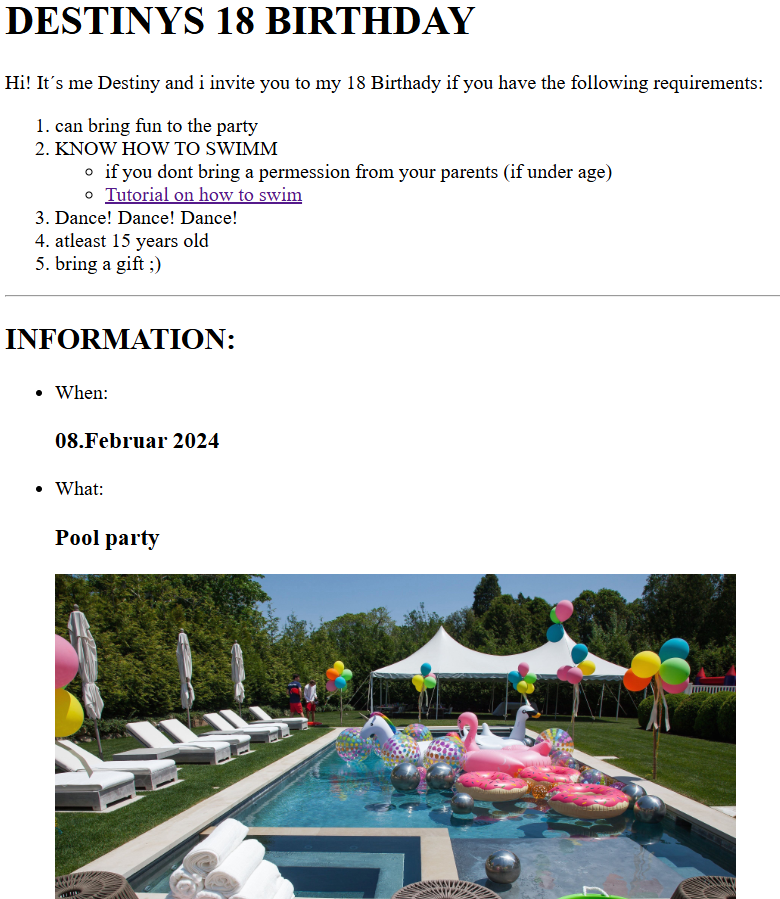 DESTINYS 18 BIRTHDAY
Hi! It´s me Destiny and i invite you to my 18 Birthady if you have the following requirements:
1. can bring fun to the party
2. KNOW HOW TO SWIMM
◦ if you dont bring a permession from your parents (if under age)
◦ Tutorial on how to swim
3. Dance! Dance! Dance!
4. atleast 15 years old
5. bring a gift ;)
INFORMATION:
• When:
08.Februar 2024
• What:
Pool party